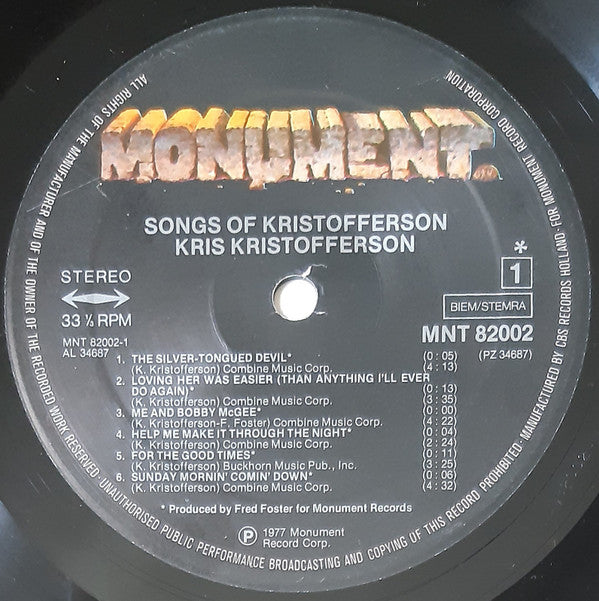 MONUMENT
SONGS OF KRISTOFFERSON
KRIS KRISTOFFERSON
STEREO
33 ⅓ RPM
*
1
BIEM/STEMRA
MNT 82002
(PZ 34687)
MNT 82002-1
AL 34687
1. THE SILVER-TONGUED DEVIL* (0:05)
(K. Kristofferson) Combine Music Corp. (4:13)
2. LOVING HER WAS EASIER (THAN ANYTHING I'LL EVER
DO AGAIN)* (0:13)
(K. Kristofferson) Combine Music Corp. (3:35)
3. ME AND BOBBY McGEE* (0:00)
(K. Kristofferson-F. Foster) Combine Music Corp. (4:22)
4. HELP ME MAKE IT THROUGH THE NIGHT* (0:04)
(K. Kristofferson) Combine Music Corp. (2:24)
5. FOR THE GOOD TIMES* (0:11)
(K. Kristofferson) Buckhorn Music Pub., Inc. (3:25)
6. SUNDAY MORNIN' COMIN' DOWN* (0:06)
(K. Kristofferson) Combine Music Corp. (4:32)
* Produced by Fred Foster for Monument Records
Ⓟ 1977 Monument
Record Corp.
ALL RIGHTS OF THE MANUFACTURER AND OF THE OWNER OF THE RECORDED WORK RESERVED. UNAUTHORISED PUBLIC PERFORMANCE BROADCASTING AND COPYING OF THIS RECORD PROHIBITED. MANUFACTURED BY CBS RECORDS HOLLAND · FOR MONUMENT RECORD CORPORATION